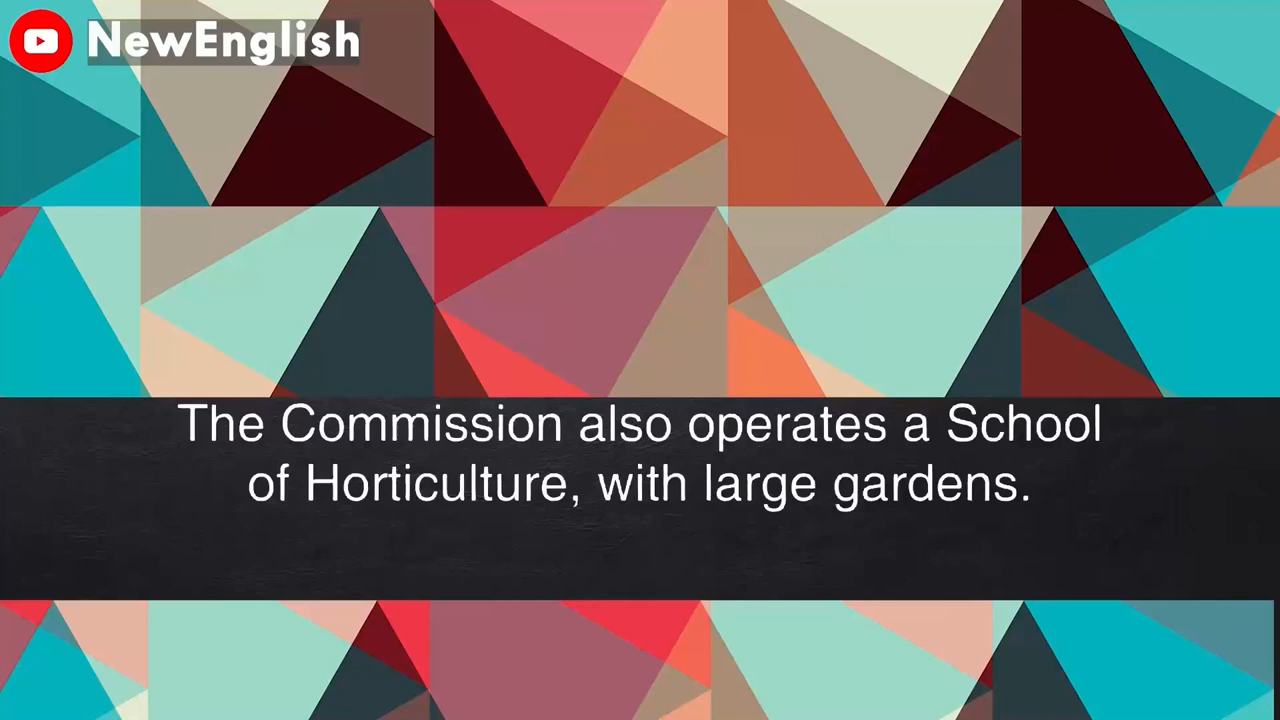 NewEnglish
The Commission also operates a School
of Horticulture, with large gardens.